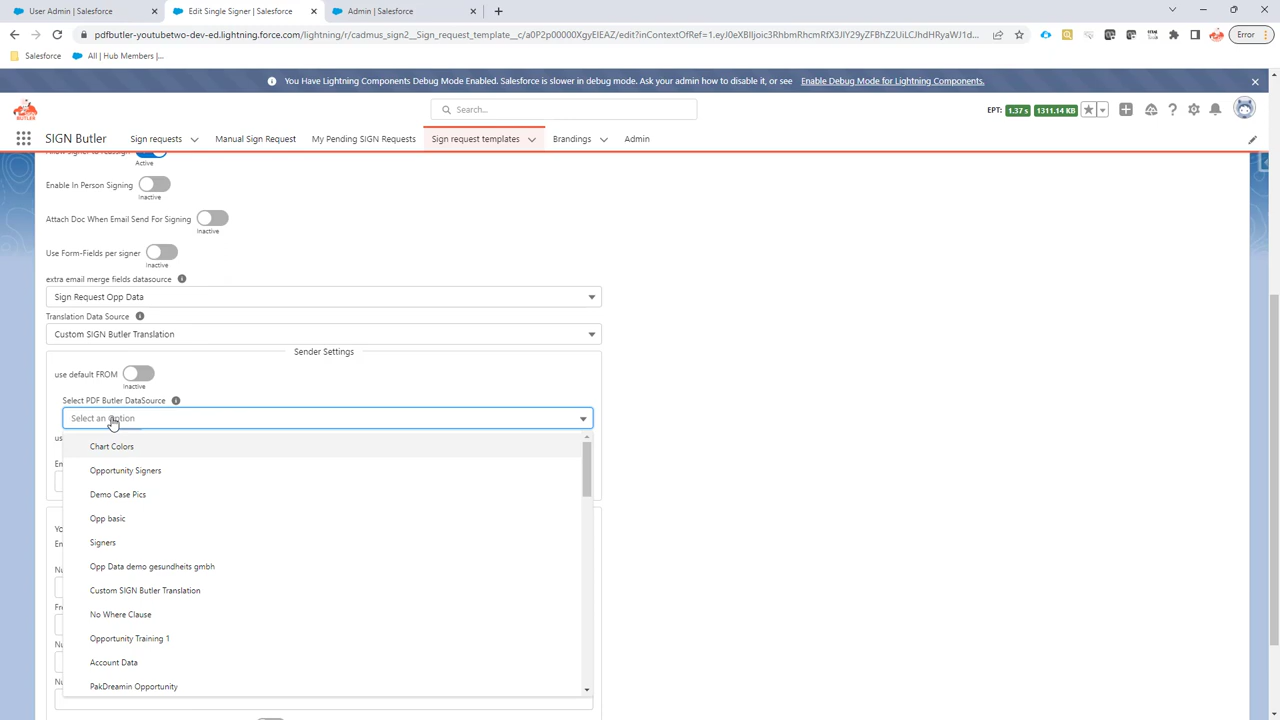 User Admin | Salesforce
Edit Single Signer | Salesforce
Admin | Salesforce
pdfbutler-youtubetwo-dev-ed.lightning.force.com/lightning/r/cadmus_sign2__Sign_request_template__c/
Error
Salesforce
All | Hub Members |...
You Have Lightning Components Debug Mode Enabled. Salesforce is slower in debug mode. Ask your admin how to disable it, or see Enable Debug Mode for Lightning Components.
Search...
EPT: 1.37 s 1311.14 KB
SIGN Butler
Sign requests
Manual Sign Request
My Pending SIGN Requests
Sign request templates
Brandings
Admin
Active
Enable In Person Signing
Inactive
Attach Doc When Email Send For Signing
Inactive
Use Form-Fields per signer
Inactive
extra email merge fields datasource
Sign Request Opp Data
Translation Data Source
Custom SIGN Butler Translation
Sender Settings
use default FROM
Inactive
Select PDF Butler DataSource
Select an Option
Chart Colors
Opportunity Signers
Demo Case Pics
Opp basic
Signers
Opp Data demo gesundheits gmbh
Custom SIGN Butler Translation
No Where Clause
Opportunity Training 1
Account Data
PakDreamin Opportunity